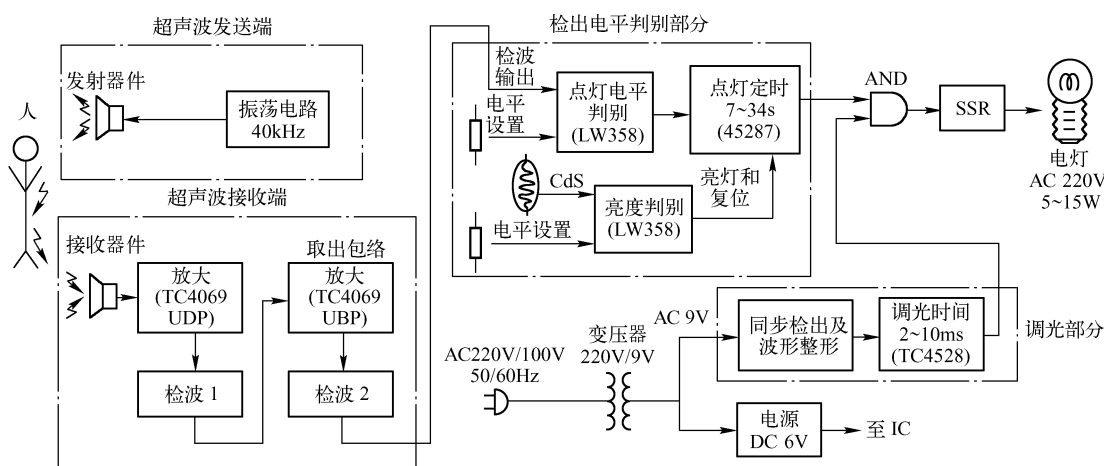 超声波发送端
发射器件
振荡电路
40kHz
人
超声波接收端
接收器件
放大
(TC4069
UDP)
取出包络
放大
(TC4069
UBP)
检波 1
检波 2
检出电平判别部分
检波
输出
电平
设置
点灯电平
判别
(LW358)
点灯定时
7~34s
(45287)
CdS
亮灯和
复位
电平设置
亮度判别
(LW358)
AND
SSR
电灯
AC 220V
5~15W
AC 9V
同步检出及
波形整形
调光时间
2~10ms
(TC4528)
调光部分
AC220V/100V
50/60Hz
变压器
220V/9V
电源
DC 6V
至 IC